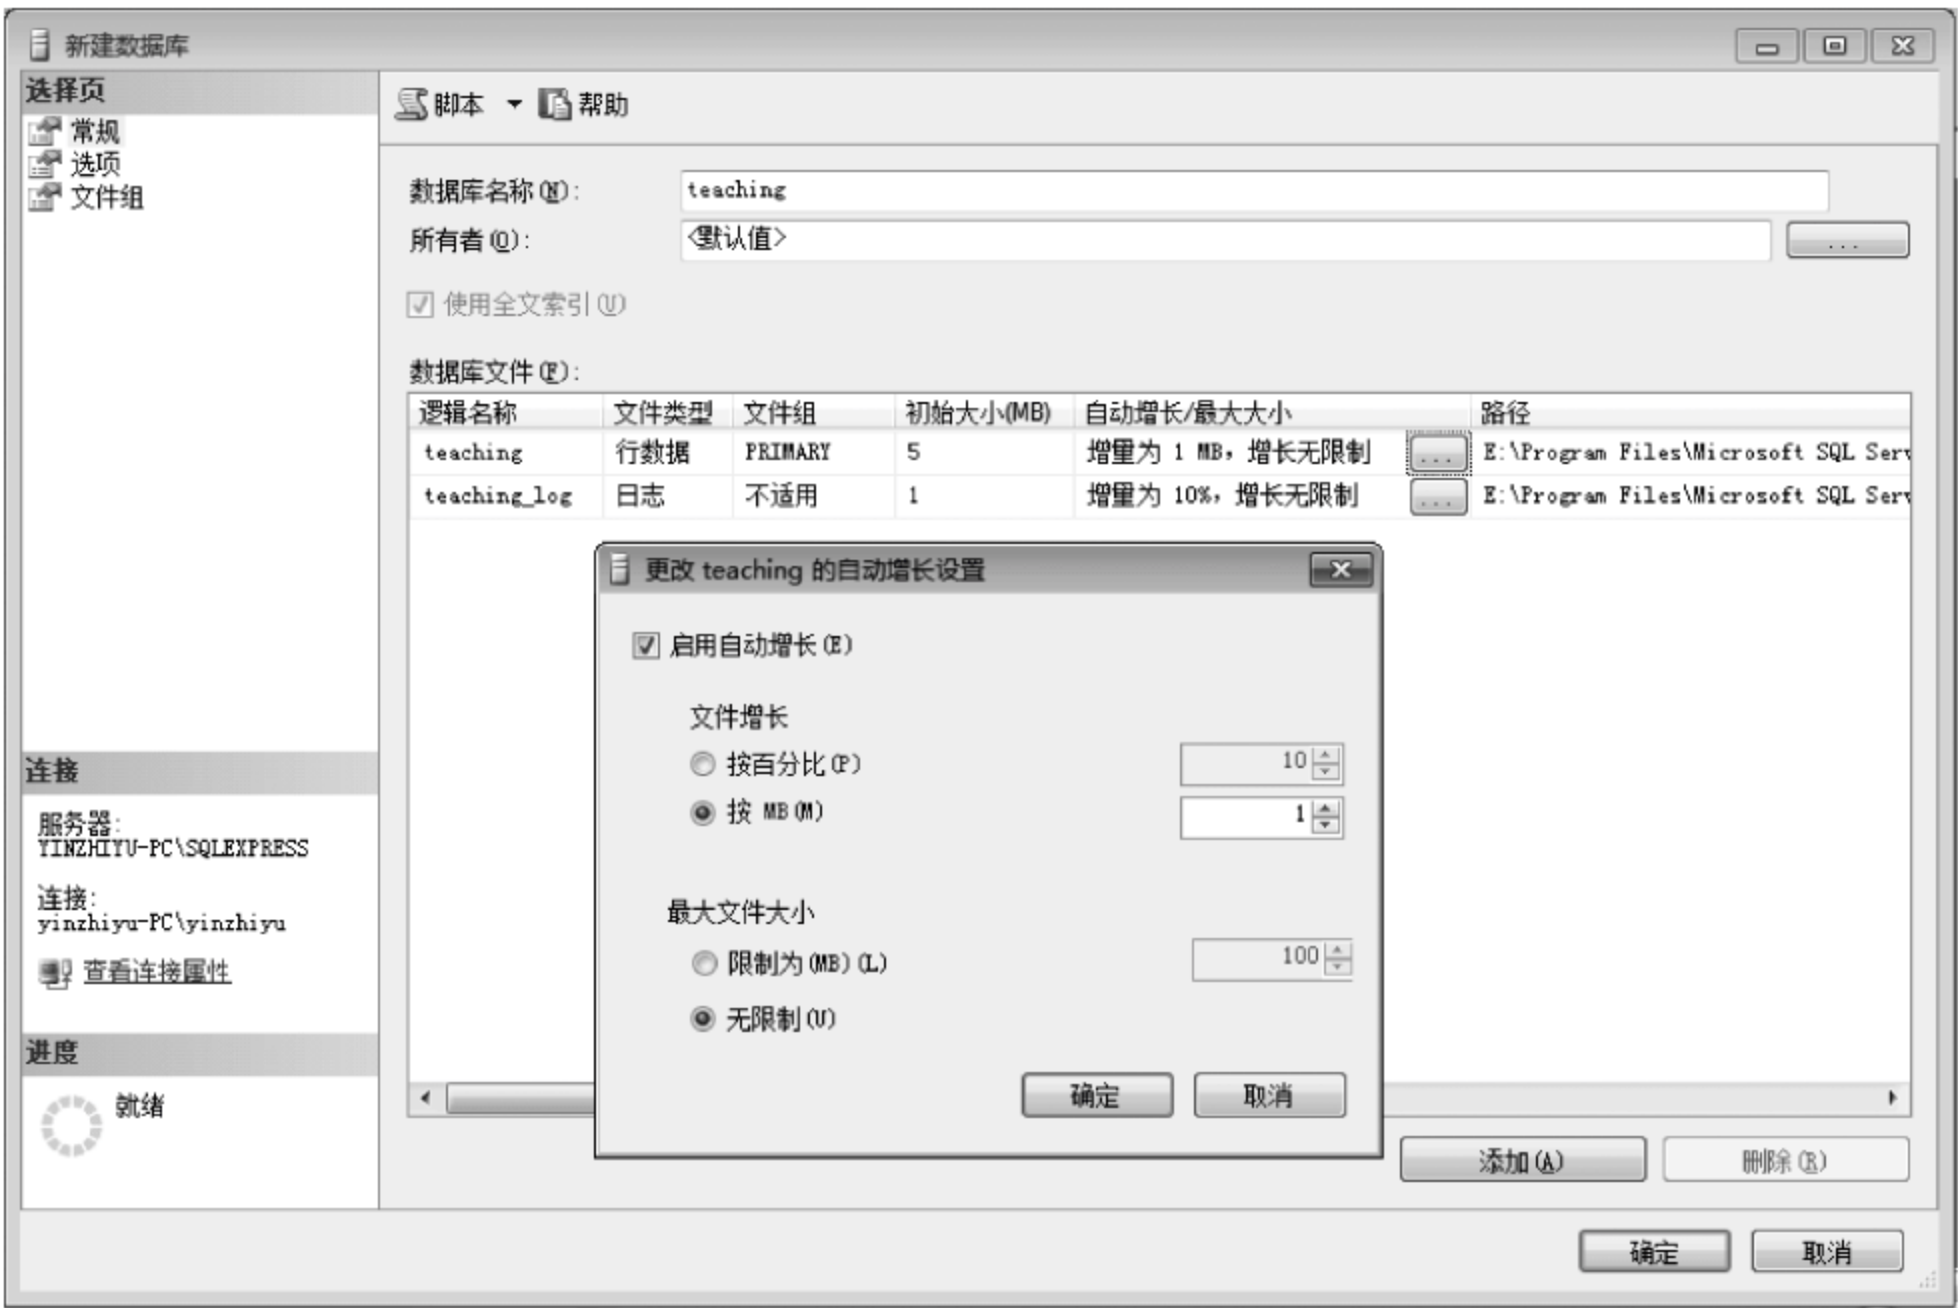 新建数据库
选择页
常规
选项
文件组
脚本 帮助
数据库名称(N): teaching
所有者(O): <默认值>
...
使用全文索引(U)
数据库文件(F):
逻辑名称 文件类型 文件组 初始大小(MB) 自动增长/最大大小 路径
teaching 行数据 PRIMARY 5 增量为 1 MB，增长无限制 ... E:\Program Files\Microsoft SQL Serv
teaching_log 日志 不适用 1 增量为 10%，增长无限制 ... E:\Program Files\Microsoft SQL Serv
更改 teaching 的自动增长设置
启用自动增长(E)
文件增长
按百分比(P) 10
按 MB(M) 1
最大文件大小
限制为(MB)(L) 100
无限制(U)
确定 取消
连接
服务器:
YINZHIYU-PC\SQLEXPRESS
连接:
yinzhiyu-PC\yinzhiyu
查看连接属性
进度
就绪
添加(A) 删除(R)
确定 取消